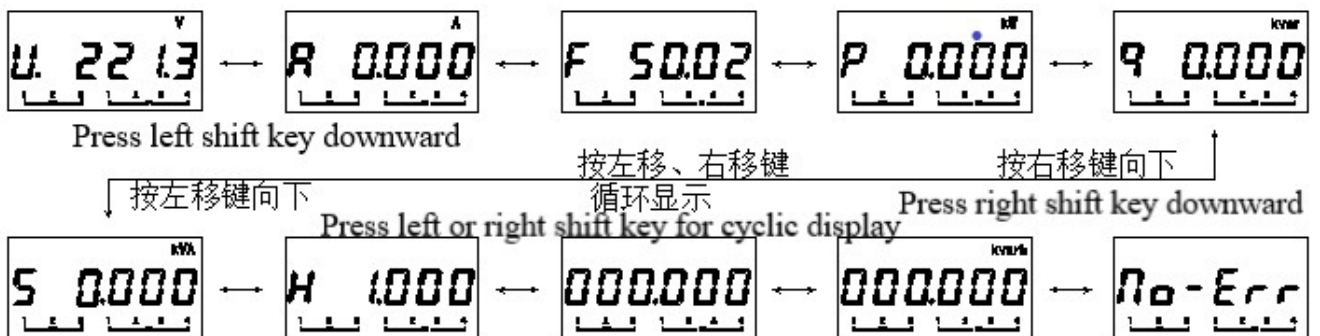 V A kW kvar
U. 221.3 A 0.000 F 50.02 P 0.000 q 0.000
Press left shift key downward
按左移、右移键 按右移键向下
按左移键向下 循环显示 Press right shift key downward
Press left or right shift key for cyclic display
kVA kvarh
S 0.000 H 1.000 000.000 000.000 no-Err